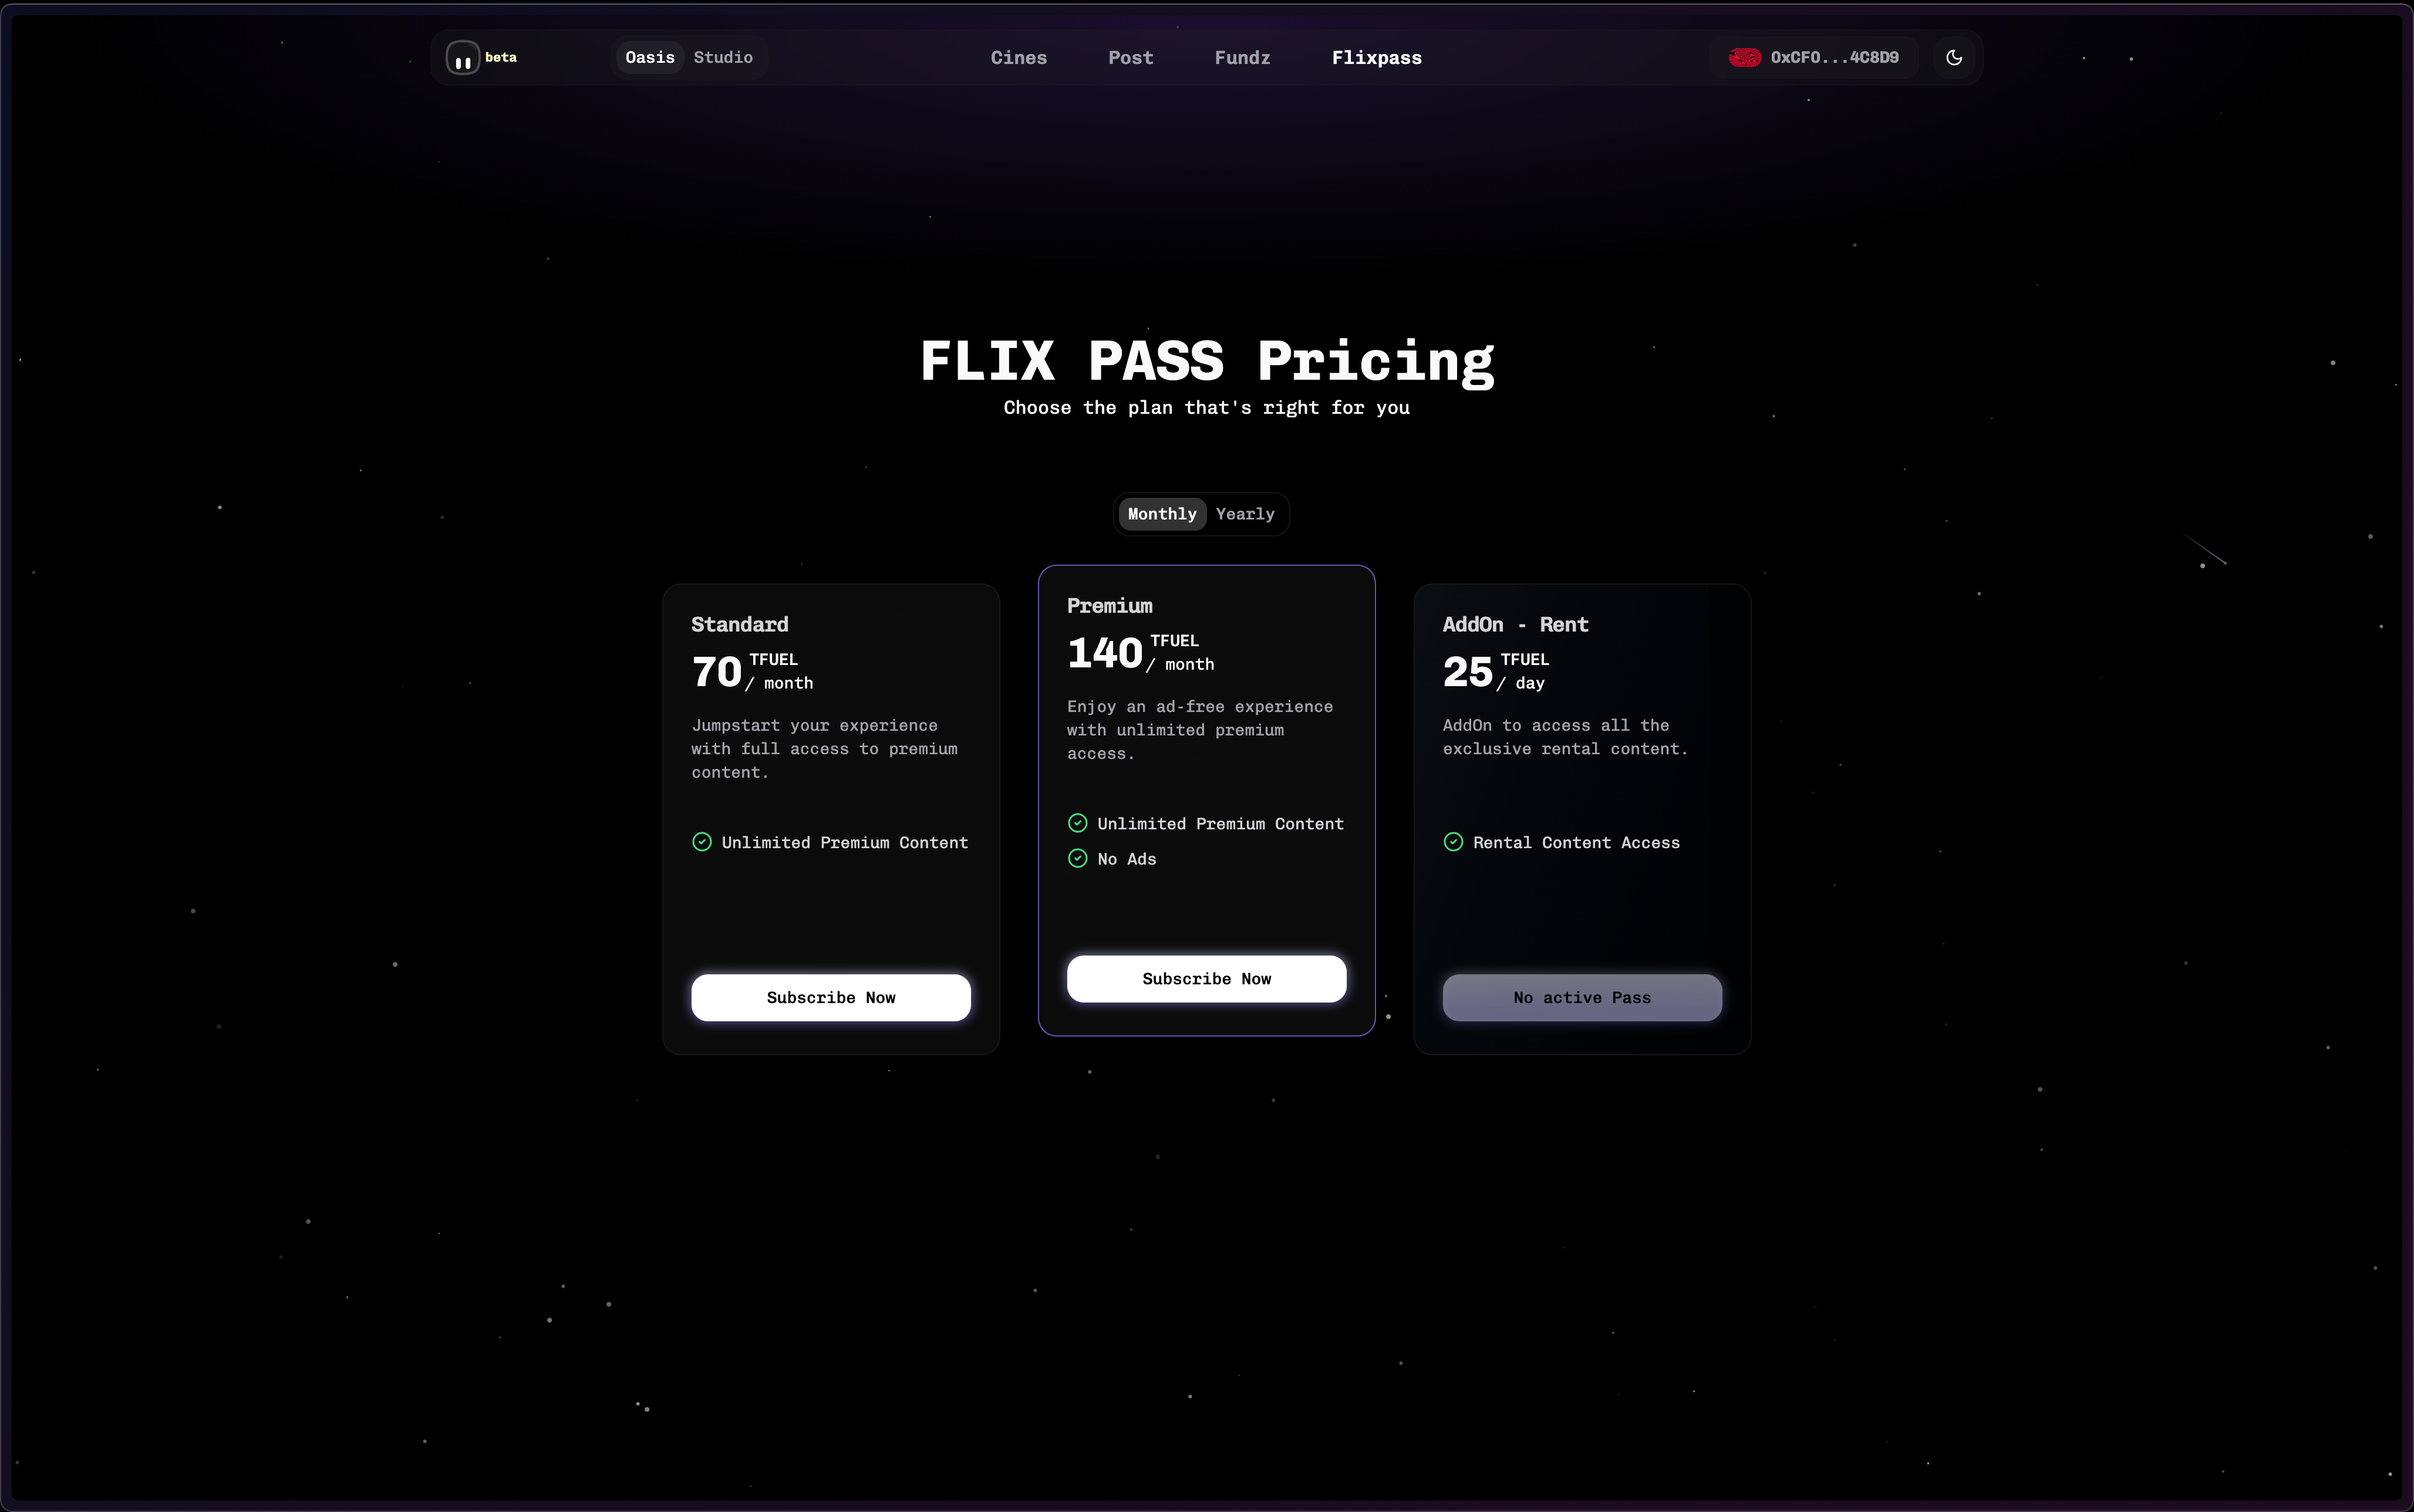 beta
Oasis Studio
Cines Post Fundz Flixpass
0xCF0...4C8D9
FLIX PASS Pricing
Choose the plan that's right for you
Monthly Yearly
Standard
70 TFUEL
/ month
Jumpstart your experience
with full access to premium
content.
Unlimited Premium Content
Subscribe Now
Premium
140 TFUEL
/ month
Enjoy an ad-free experience
with unlimited premium
access.
Unlimited Premium Content
No Ads
Subscribe Now
AddOn - Rent
25 TFUEL
/ day
AddOn to access all the
exclusive rental content.
Rental Content Access
No active Pass